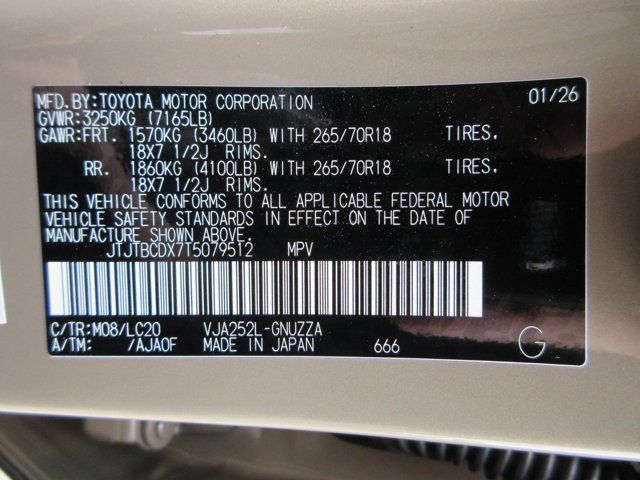 MFD.BY:TOYOTA MOTOR CORPORATION 01/26
GVWR:3250KG (7165LB)
GAWR:FRT. 1570KG (3460LB) WITH 265/70R18 TIRES.
18X7 1/2J RIMS.
RR. 1860KG (4100LB) WITH 265/70R18 TIRES.
18X7 1/2J RIMS.
THIS VEHICLE CONFORMS TO ALL APPLICABLE FEDERAL MOTOR
VEHICLE SAFETY STANDARDS IN EFFECT ON THE DATE OF
MANUFACTURE SHOWN ABOVE.
JTJTBCDX7T5079512 MPV
C/TR:M08/LC20 VJA252L-GNUZZA
A/TM: /AJA0F MADE IN JAPAN 666 G